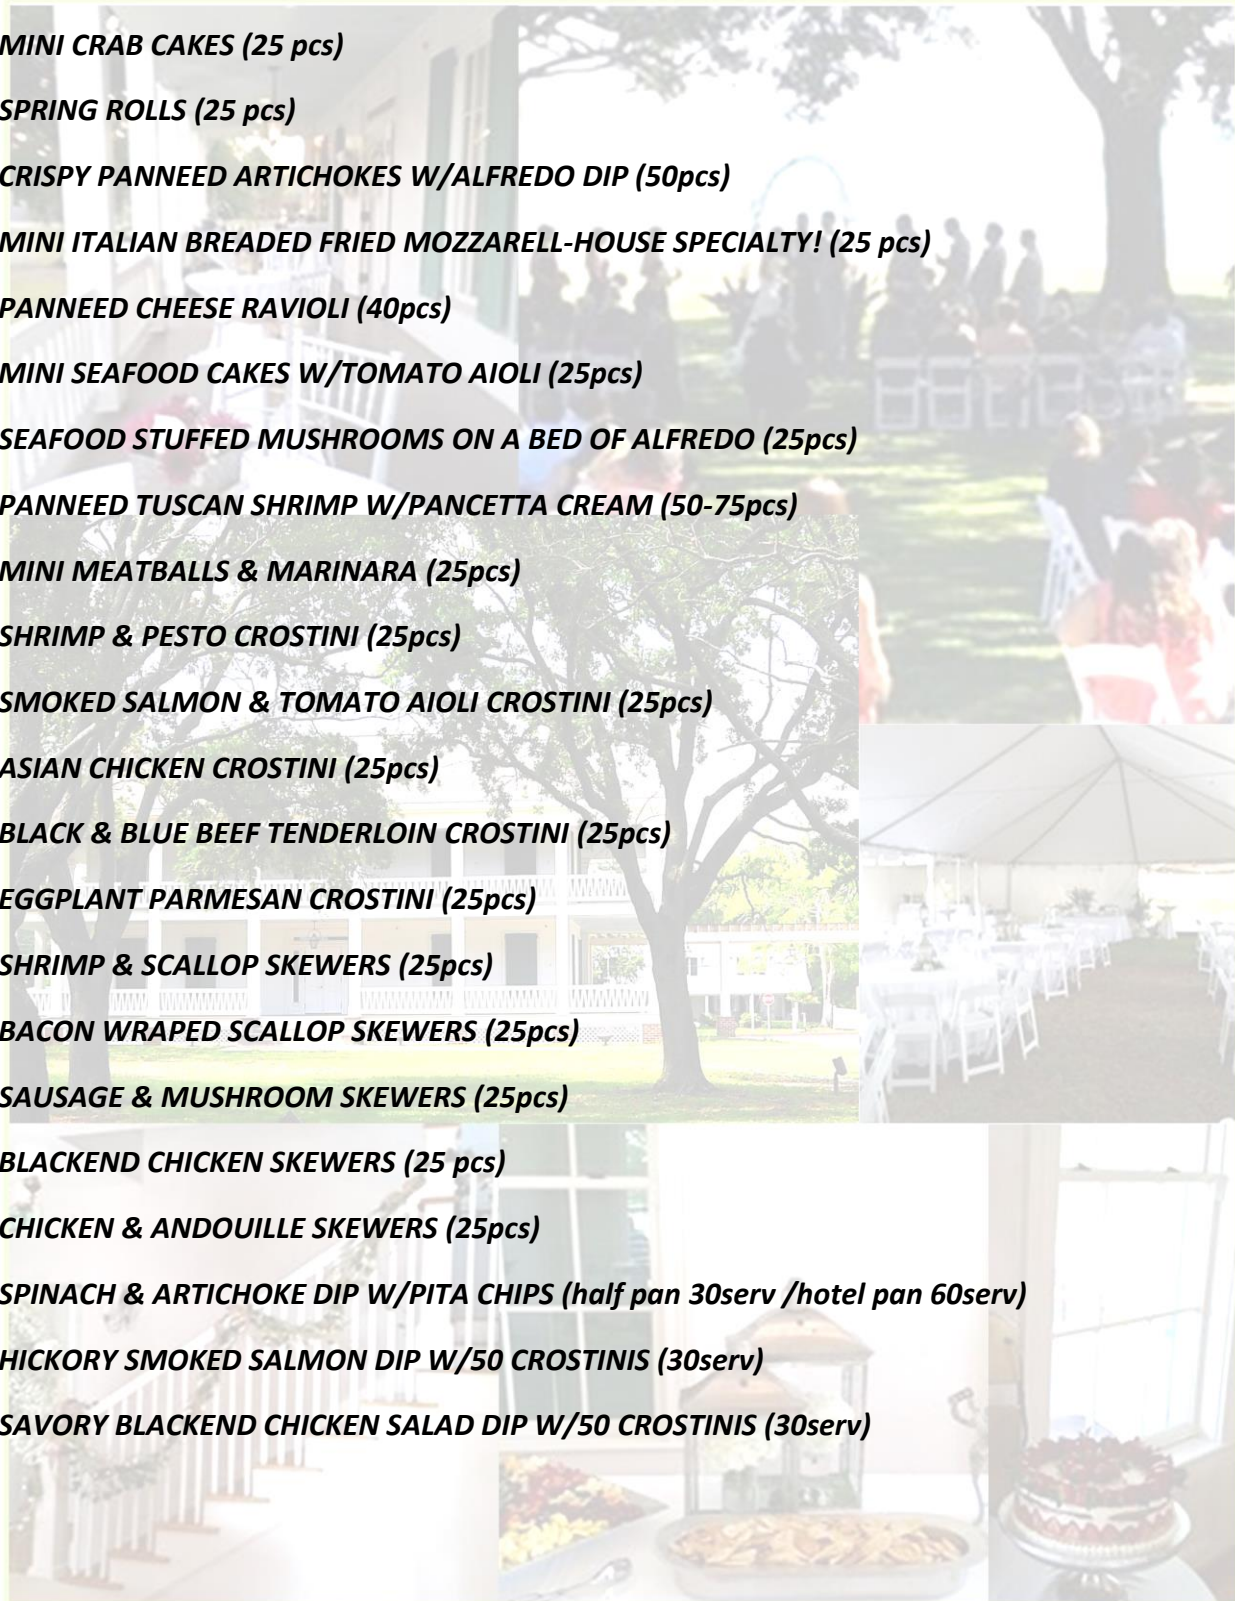 MINI CRAB CAKES (25 pcs)
SPRING ROLLS (25 pcs)
CRISPY PANNEED ARTICHOKES W/ALFREDO DIP (50pcs)
MINI ITALIAN BREADED FRIED MOZZARELL-HOUSE SPECIALTY! (25 pcs)
PANNEED CHEESE RAVIOLI (40pcs)
MINI SEAFOOD CAKES W/TOMATO AIOLI (25pcs)
SEAFOOD STUFFED MUSHROOMS ON A BED OF ALFREDO (25pcs)
PANNEED TUSCAN SHRIMP W/PANCETTA CREAM (50-75pcs)
MINI MEATBALLS & MARINARA (25pcs)
SHRIMP & PESTO CROSTINI (25pcs)
SMOKED SALMON & TOMATO AIOLI CROSTINI (25pcs)
ASIAN CHICKEN CROSTINI (25pcs)
BLACK & BLUE BEEF TENDERLOIN CROSTINI (25pcs)
EGGPLANT PARMESAN CROSTINI (25pcs)
SHRIMP & SCALLOP SKEWERS (25pcs)
BACON WRAPED SCALLOP SKEWERS (25pcs)
SAUSAGE & MUSHROOM SKEWERS (25pcs)
BLACKEND CHICKEN SKEWERS (25 pcs)
CHICKEN & ANDOUILLE SKEWERS (25pcs)
SPINACH & ARTICHOKE DIP W/PITA CHIPS (half pan 30serv /hotel pan 60serv)
HICKORY SMOKED SALMON DIP W/50 CROSTINIS (30serv)
SAVORY BLACKEND CHICKEN SALAD DIP W/50 CROSTINIS (30serv)